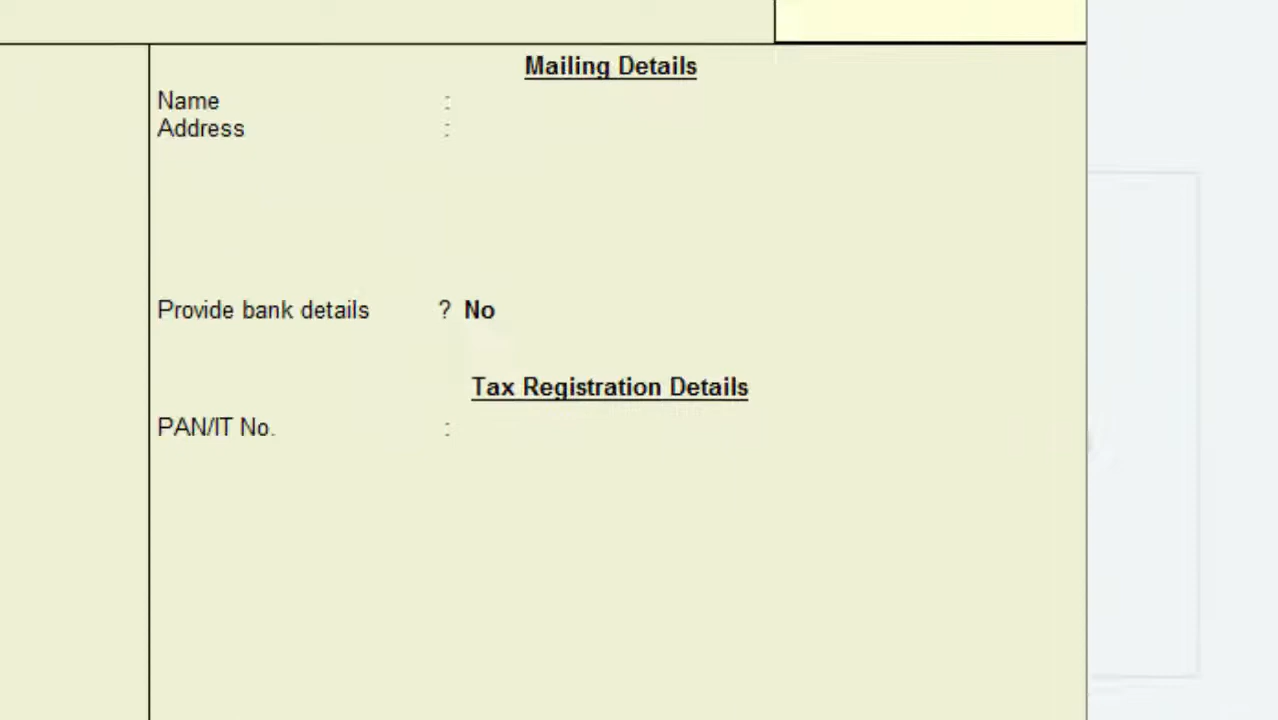 Mailing Details
Name :
Address :
Provide bank details ? No
Tax Registration Details
PAN/IT No. :